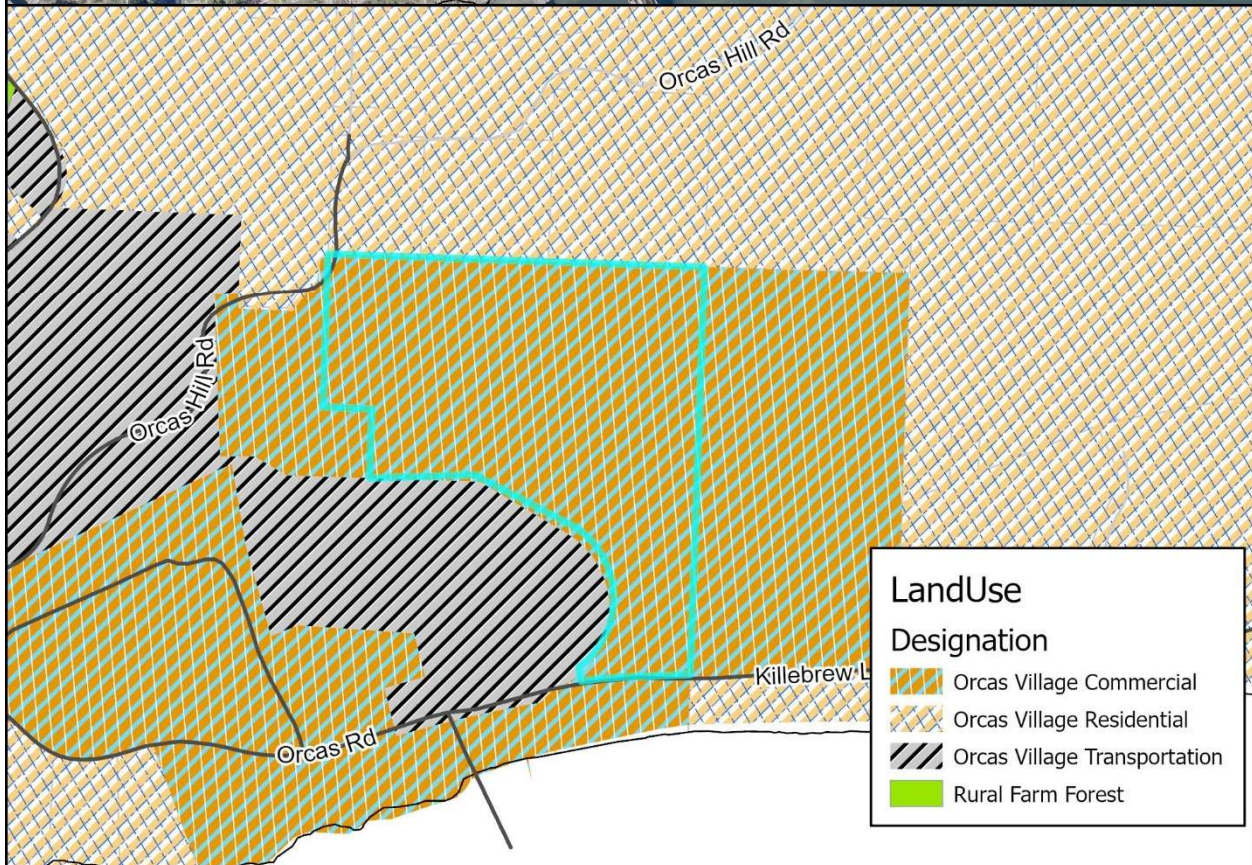 Orcas Hill Rd
Orcas Hill Rd
Killebrew L
Orcas Rd
LandUse
Designation
Orcas Village Commercial
Orcas Village Residential
Orcas Village Transportation
Rural Farm Forest